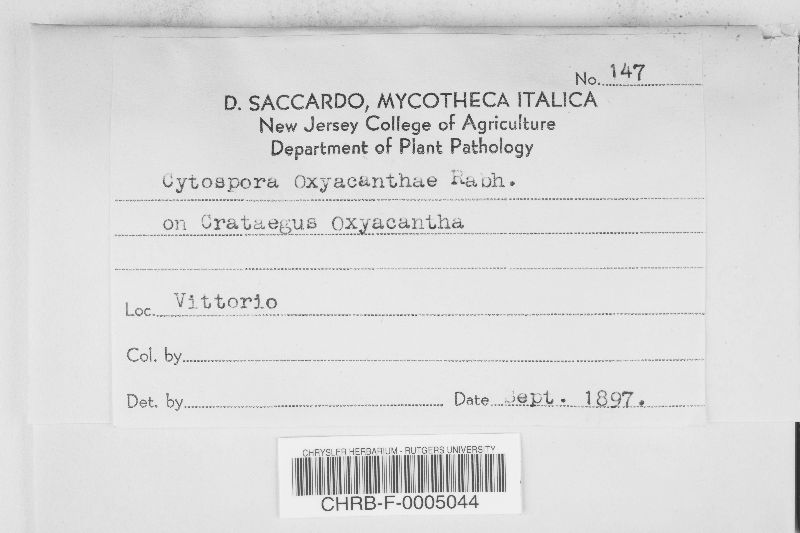 No. 147
D. SACCARDO, MYCOTHECA ITALICA
New Jersey College of Agriculture
Department of Plant Pathology
Cytospora Oxyacanthae Rabh.
on Crataegus Oxyacantha
Loc. Vittorio
Col. by
Det. by Date Sept. 1897.
CHRYSLER HERBARIUM - RUTGERS UNIVERSITY
CHRB-F-0005044